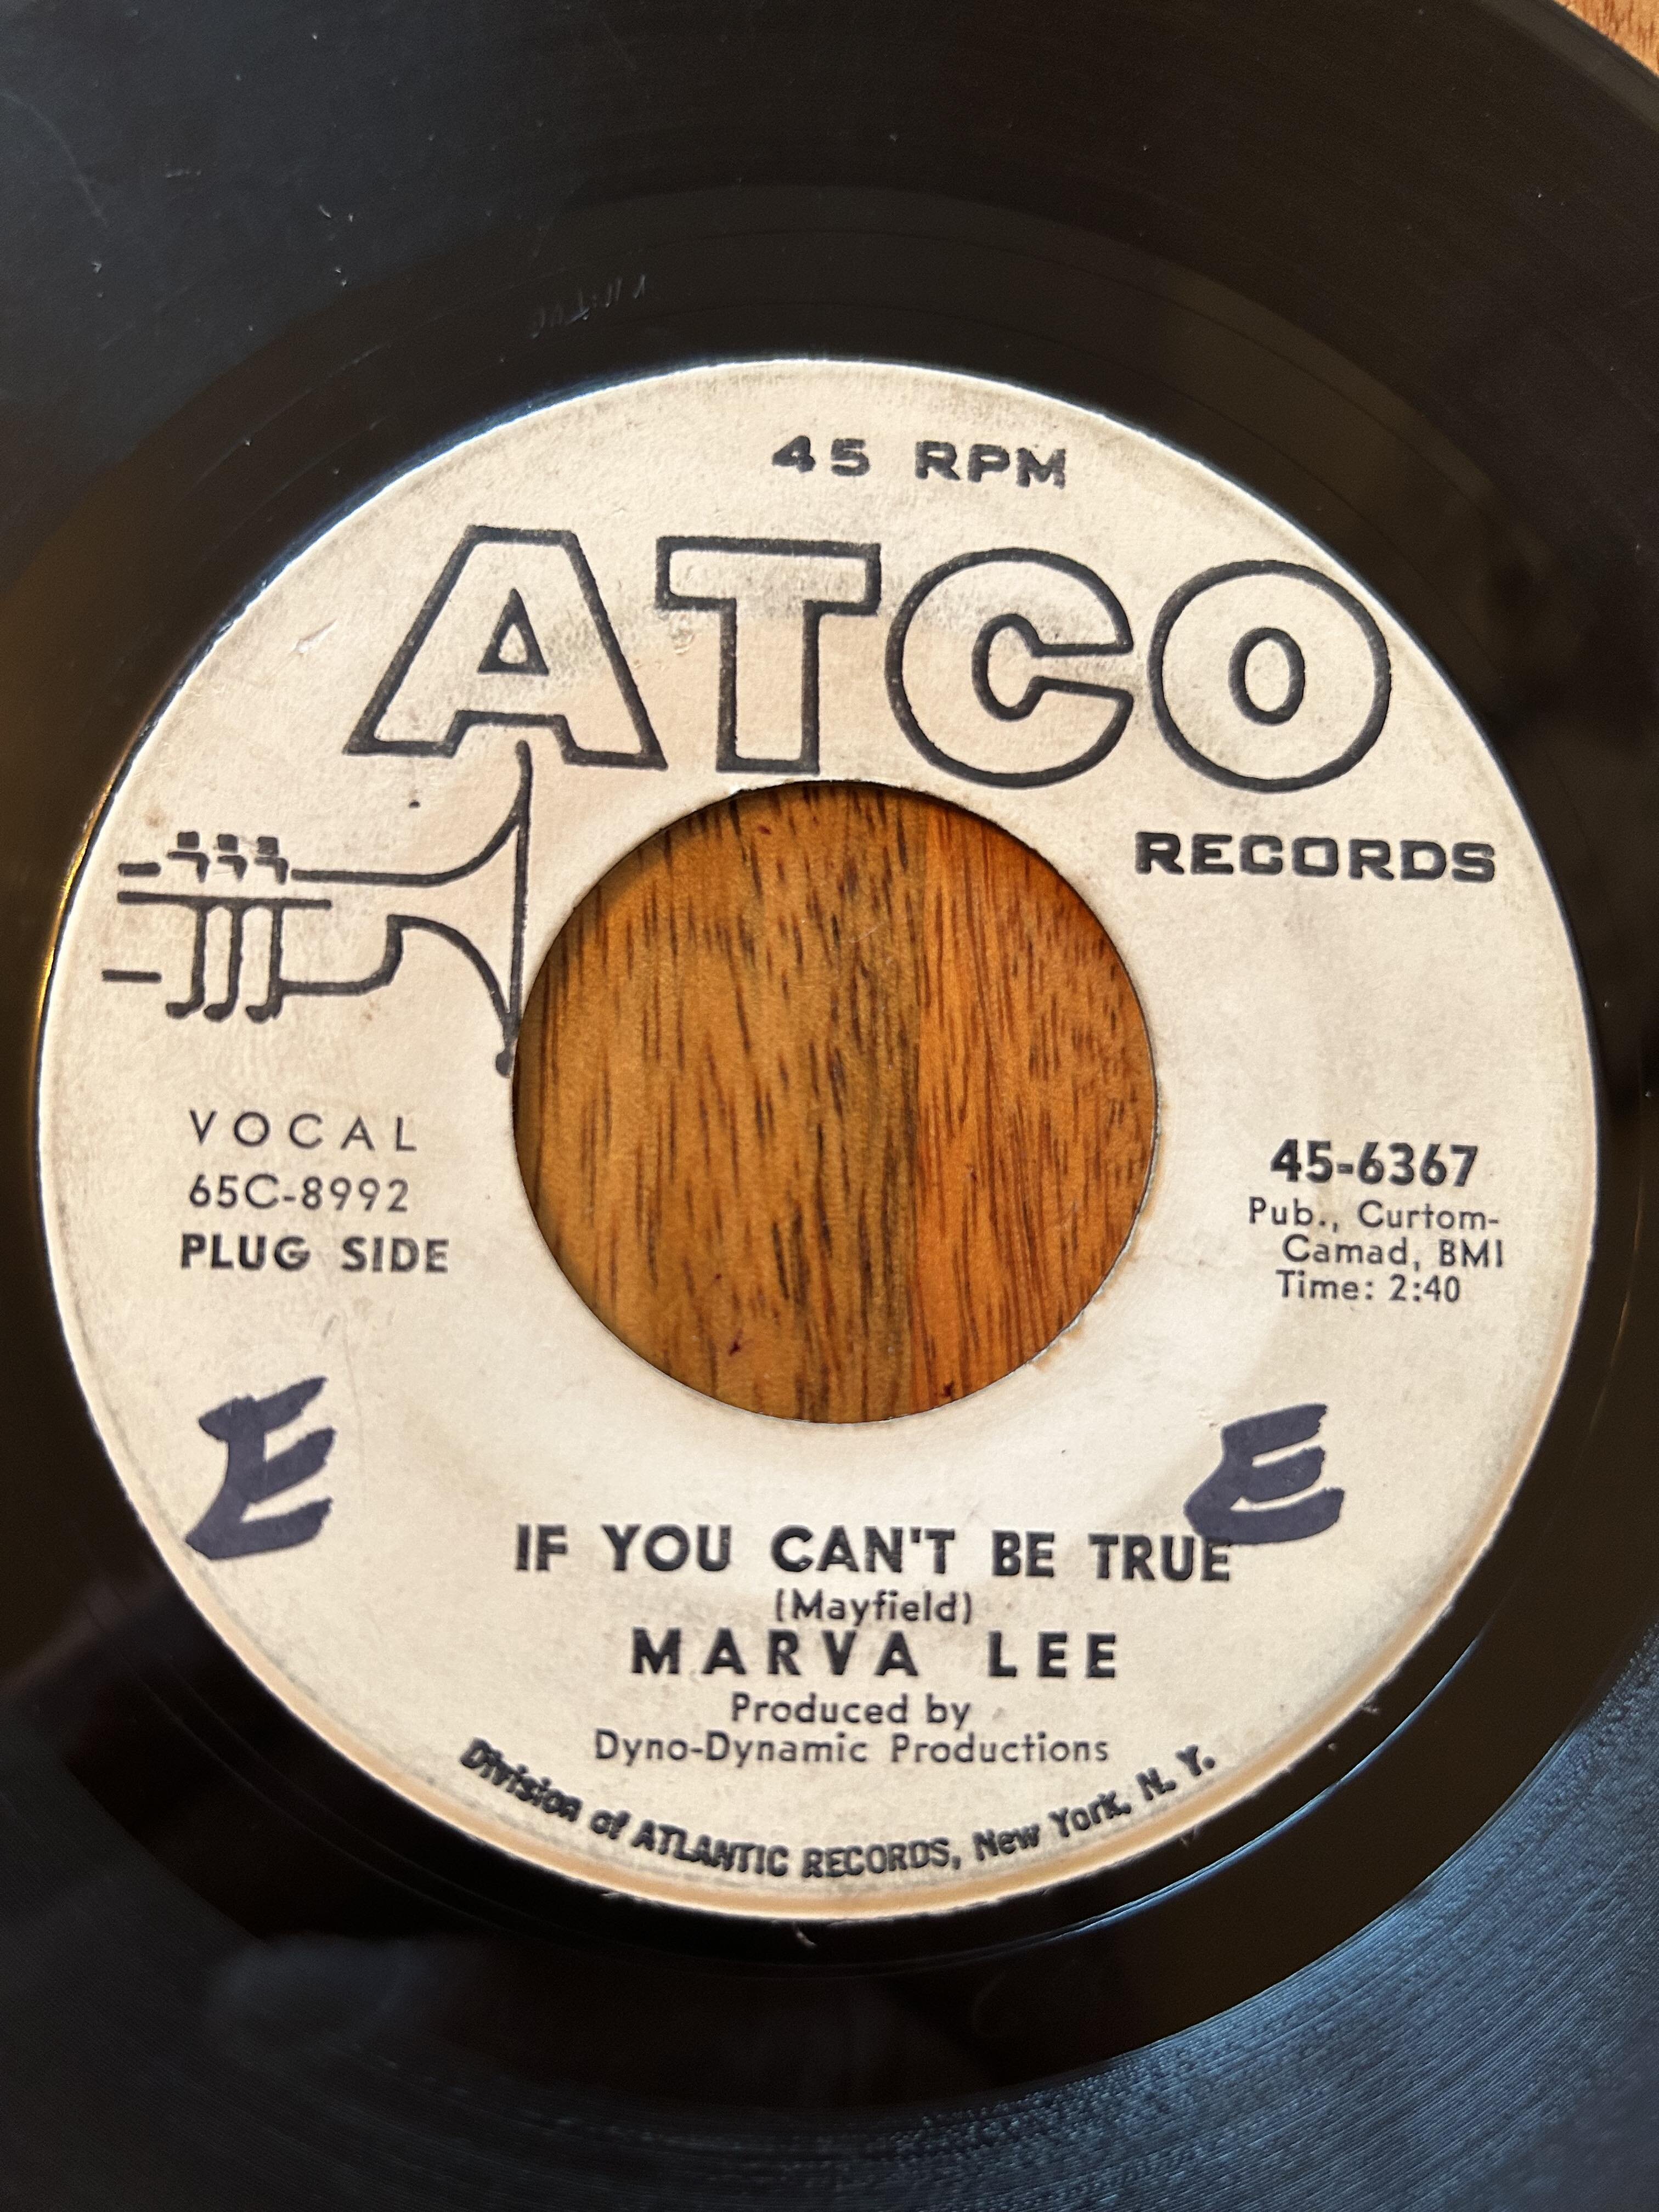 45 RPM
ATCO
RECORDS
VOCAL
65C-8992
PLUG SIDE
45-6367
Pub., Curtom-
Camad, BMI
Time: 2:40
E
E
IF YOU CAN'T BE TRUE
(Mayfield)
MARVA LEE
Produced by
Dyno-Dynamic Productions
Division of ATLANTIC RECORDS, New York, N. Y.